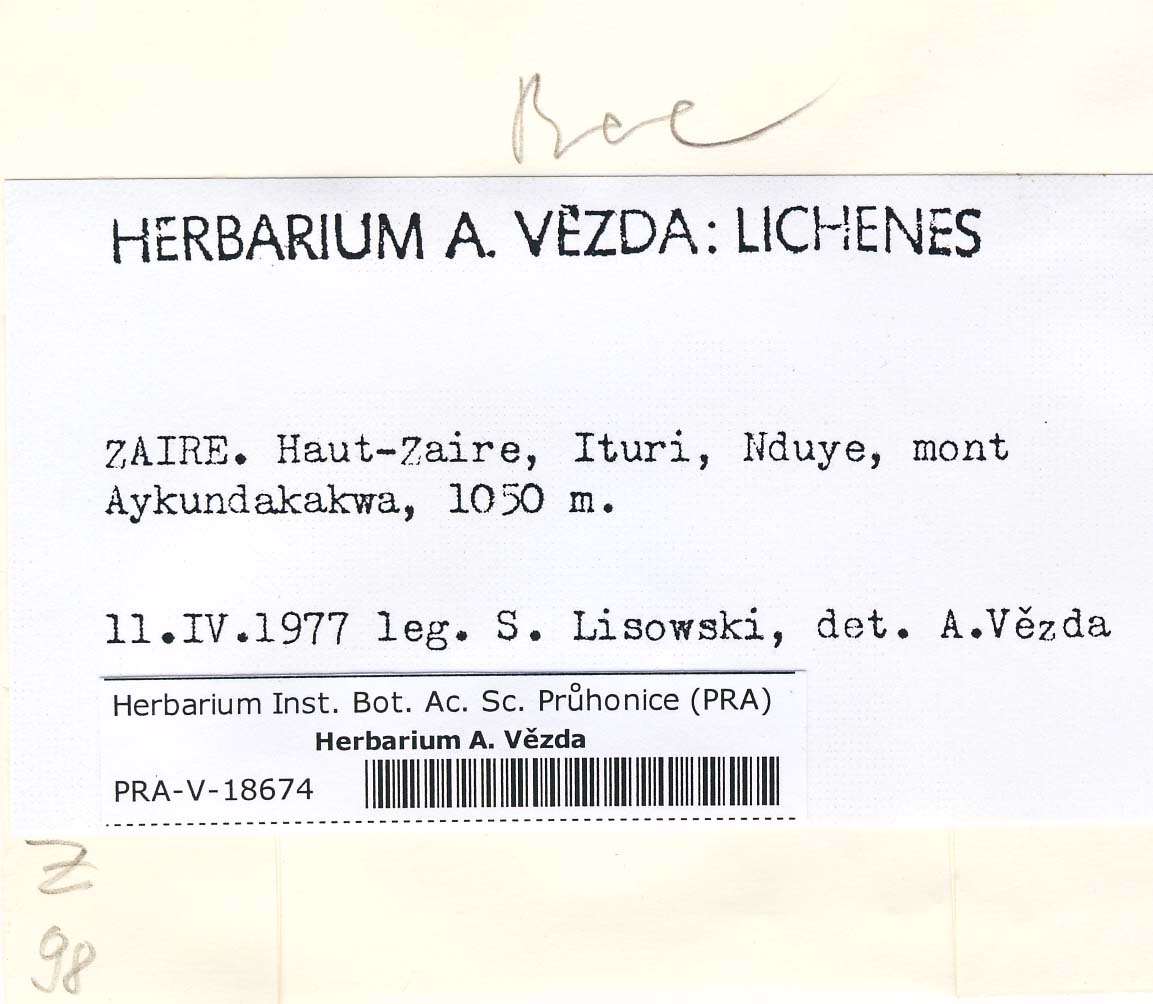 Bac
HERBARIUM A. VĚZDA: LICHENES
ZAIRE. Haut-Zaire, Ituri, Nduye, mont
Aykundakakwa, 1050 m.
11.IV.1977 leg. S. Lisowski, det. A.Vězda
Herbarium Inst. Bot. Ac. Sc. Průhonice (PRA)
Herbarium A. Vězda
PRA-V-18674
Z
98